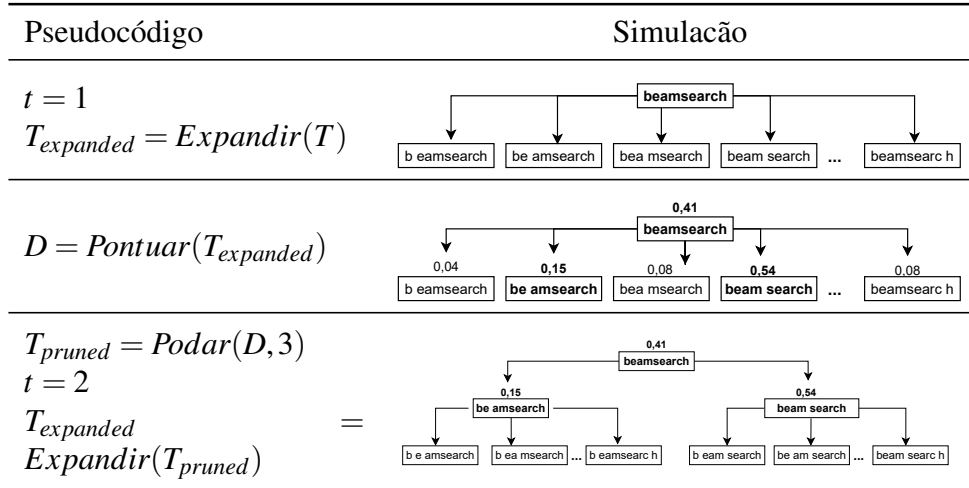 Pseudocódigo Simulacão
t = 1
T_expanded = Expandir(T)
beamsearch
b eamsearch be amsearch bea msearch beam search ... beamsearc h
D = Pontuar(T_expanded)
0,41
beamsearch
0,04 0,15 0,08 0,54 0,08
b eamsearch be amsearch bea msearch beam search ... beamsearc h
T_pruned = Podar(D, 3)
t = 2
T_expanded =
Expandir(T_pruned)
0,41
beamsearch
0,15 0,54
be amsearch beam search
b e amsearch b ea msearch ... b eamsearc h b eam search be am search ... beam searc h